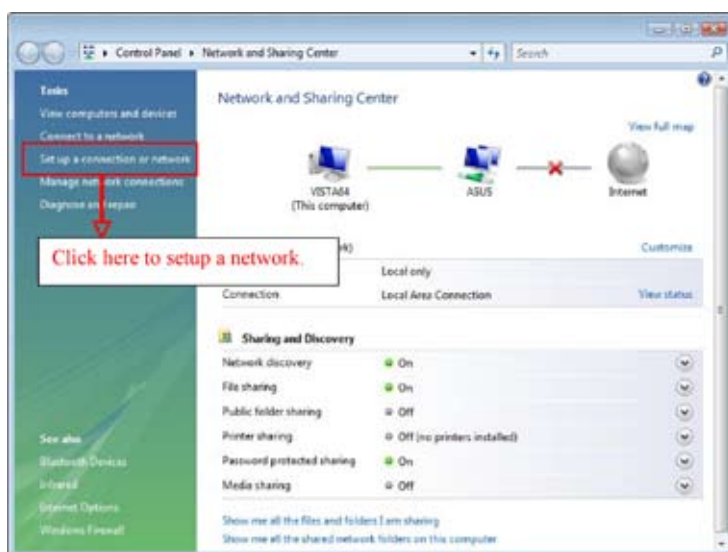 Control Panel ▸ Network and Sharing Center
Search
Tasks
View computers and devices
Connect to a network
Set up a connection or network
Manage network connections
Diagnose and repair
Click here to setup a network.
Network and Sharing Center
View full map
VISTA64
(This computer)
ASUS
Internet
Customize
Local only
Connection
Local Area Connection
View status
Sharing and Discovery
Network discovery
On
File sharing
On
Public folder sharing
Off
Printer sharing
Off (no printers installed)
Password protected sharing
On
Media sharing
Off
Show me all the files and folders I am sharing
Show me all the shared network folders on this computer
See also
Bluetooth Devices
Infrared
Internet Options
Windows Firewall